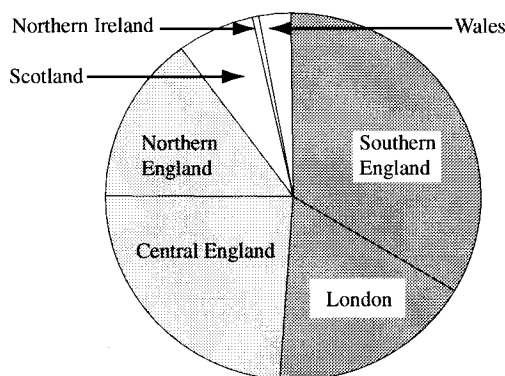 Northern Ireland
Wales
Scotland
Northern
England
Southern
England
Central England
London